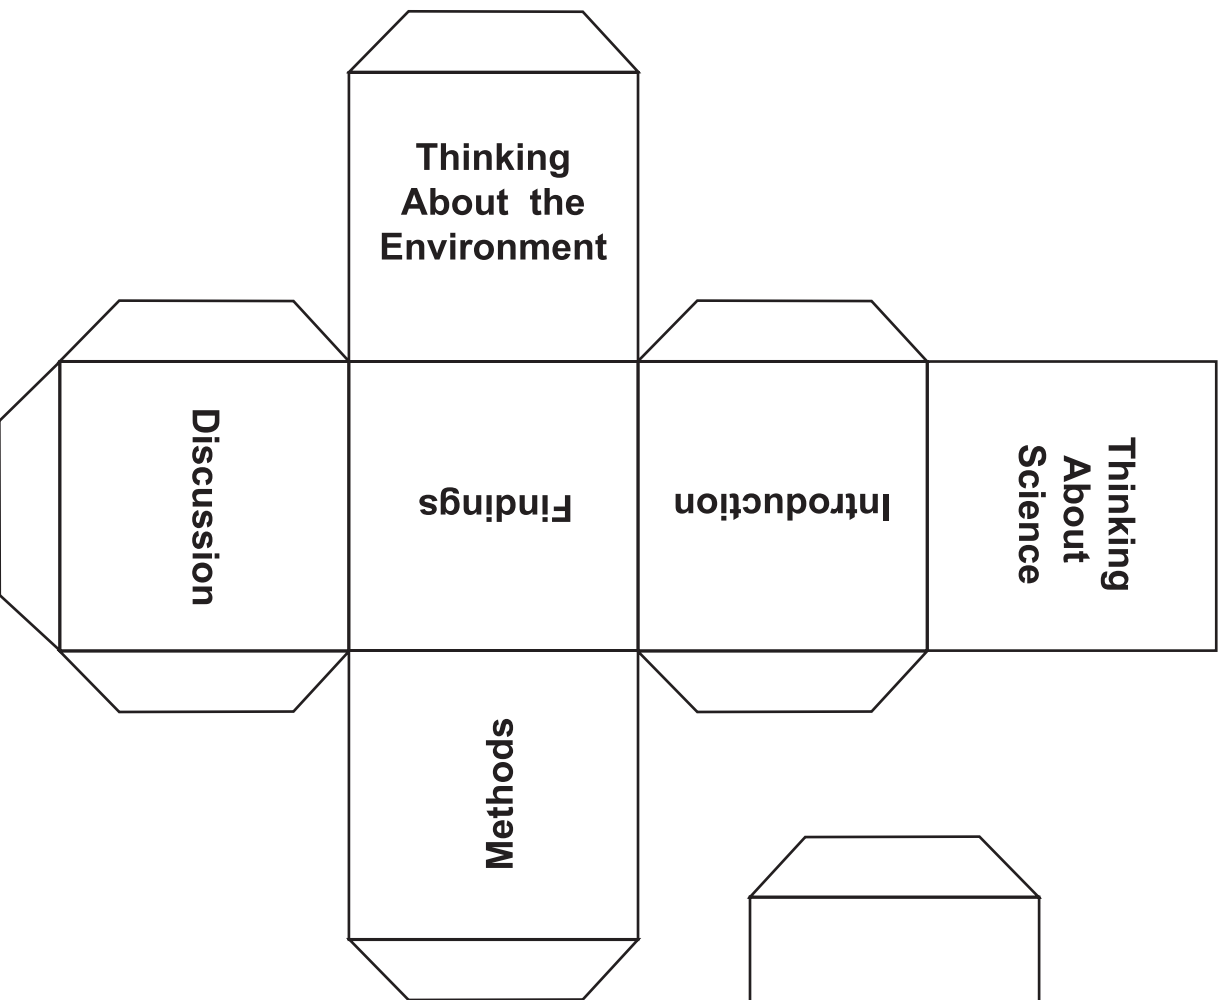 Thinking
About the
Environment
Discussion
Findings
Introduction
Thinking
About
Science
Methods